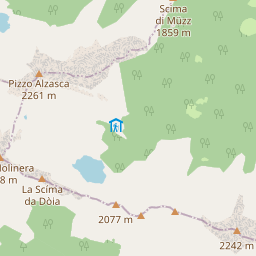 Scima
di Mùzz
1859 m
Pizzo Alzasca
2261 m
Molinera
8 m
La Scima
da Dòia
2077 m
2242 m